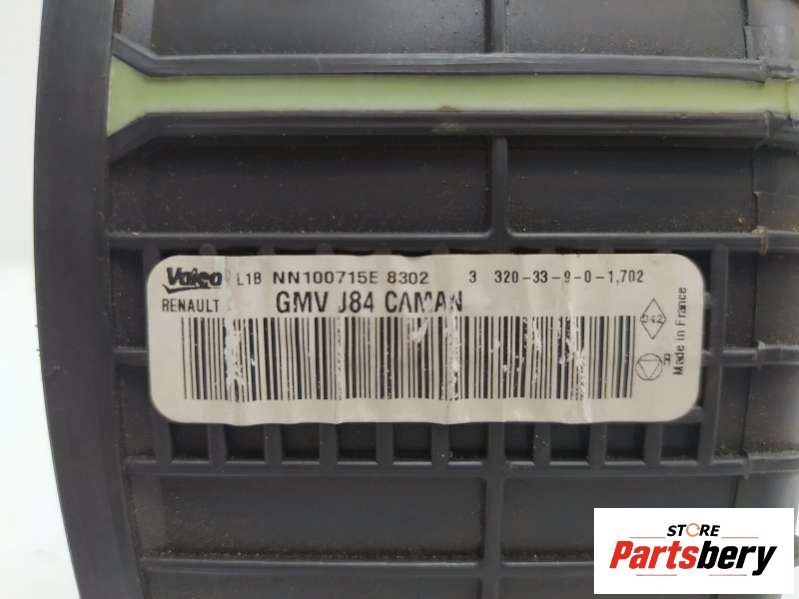 Valeo L1B NN100715E 8302 3 320-33-9-0-1,702
RENAULT GMV J84 CAMAN
Made in France
STORE
Partsbery